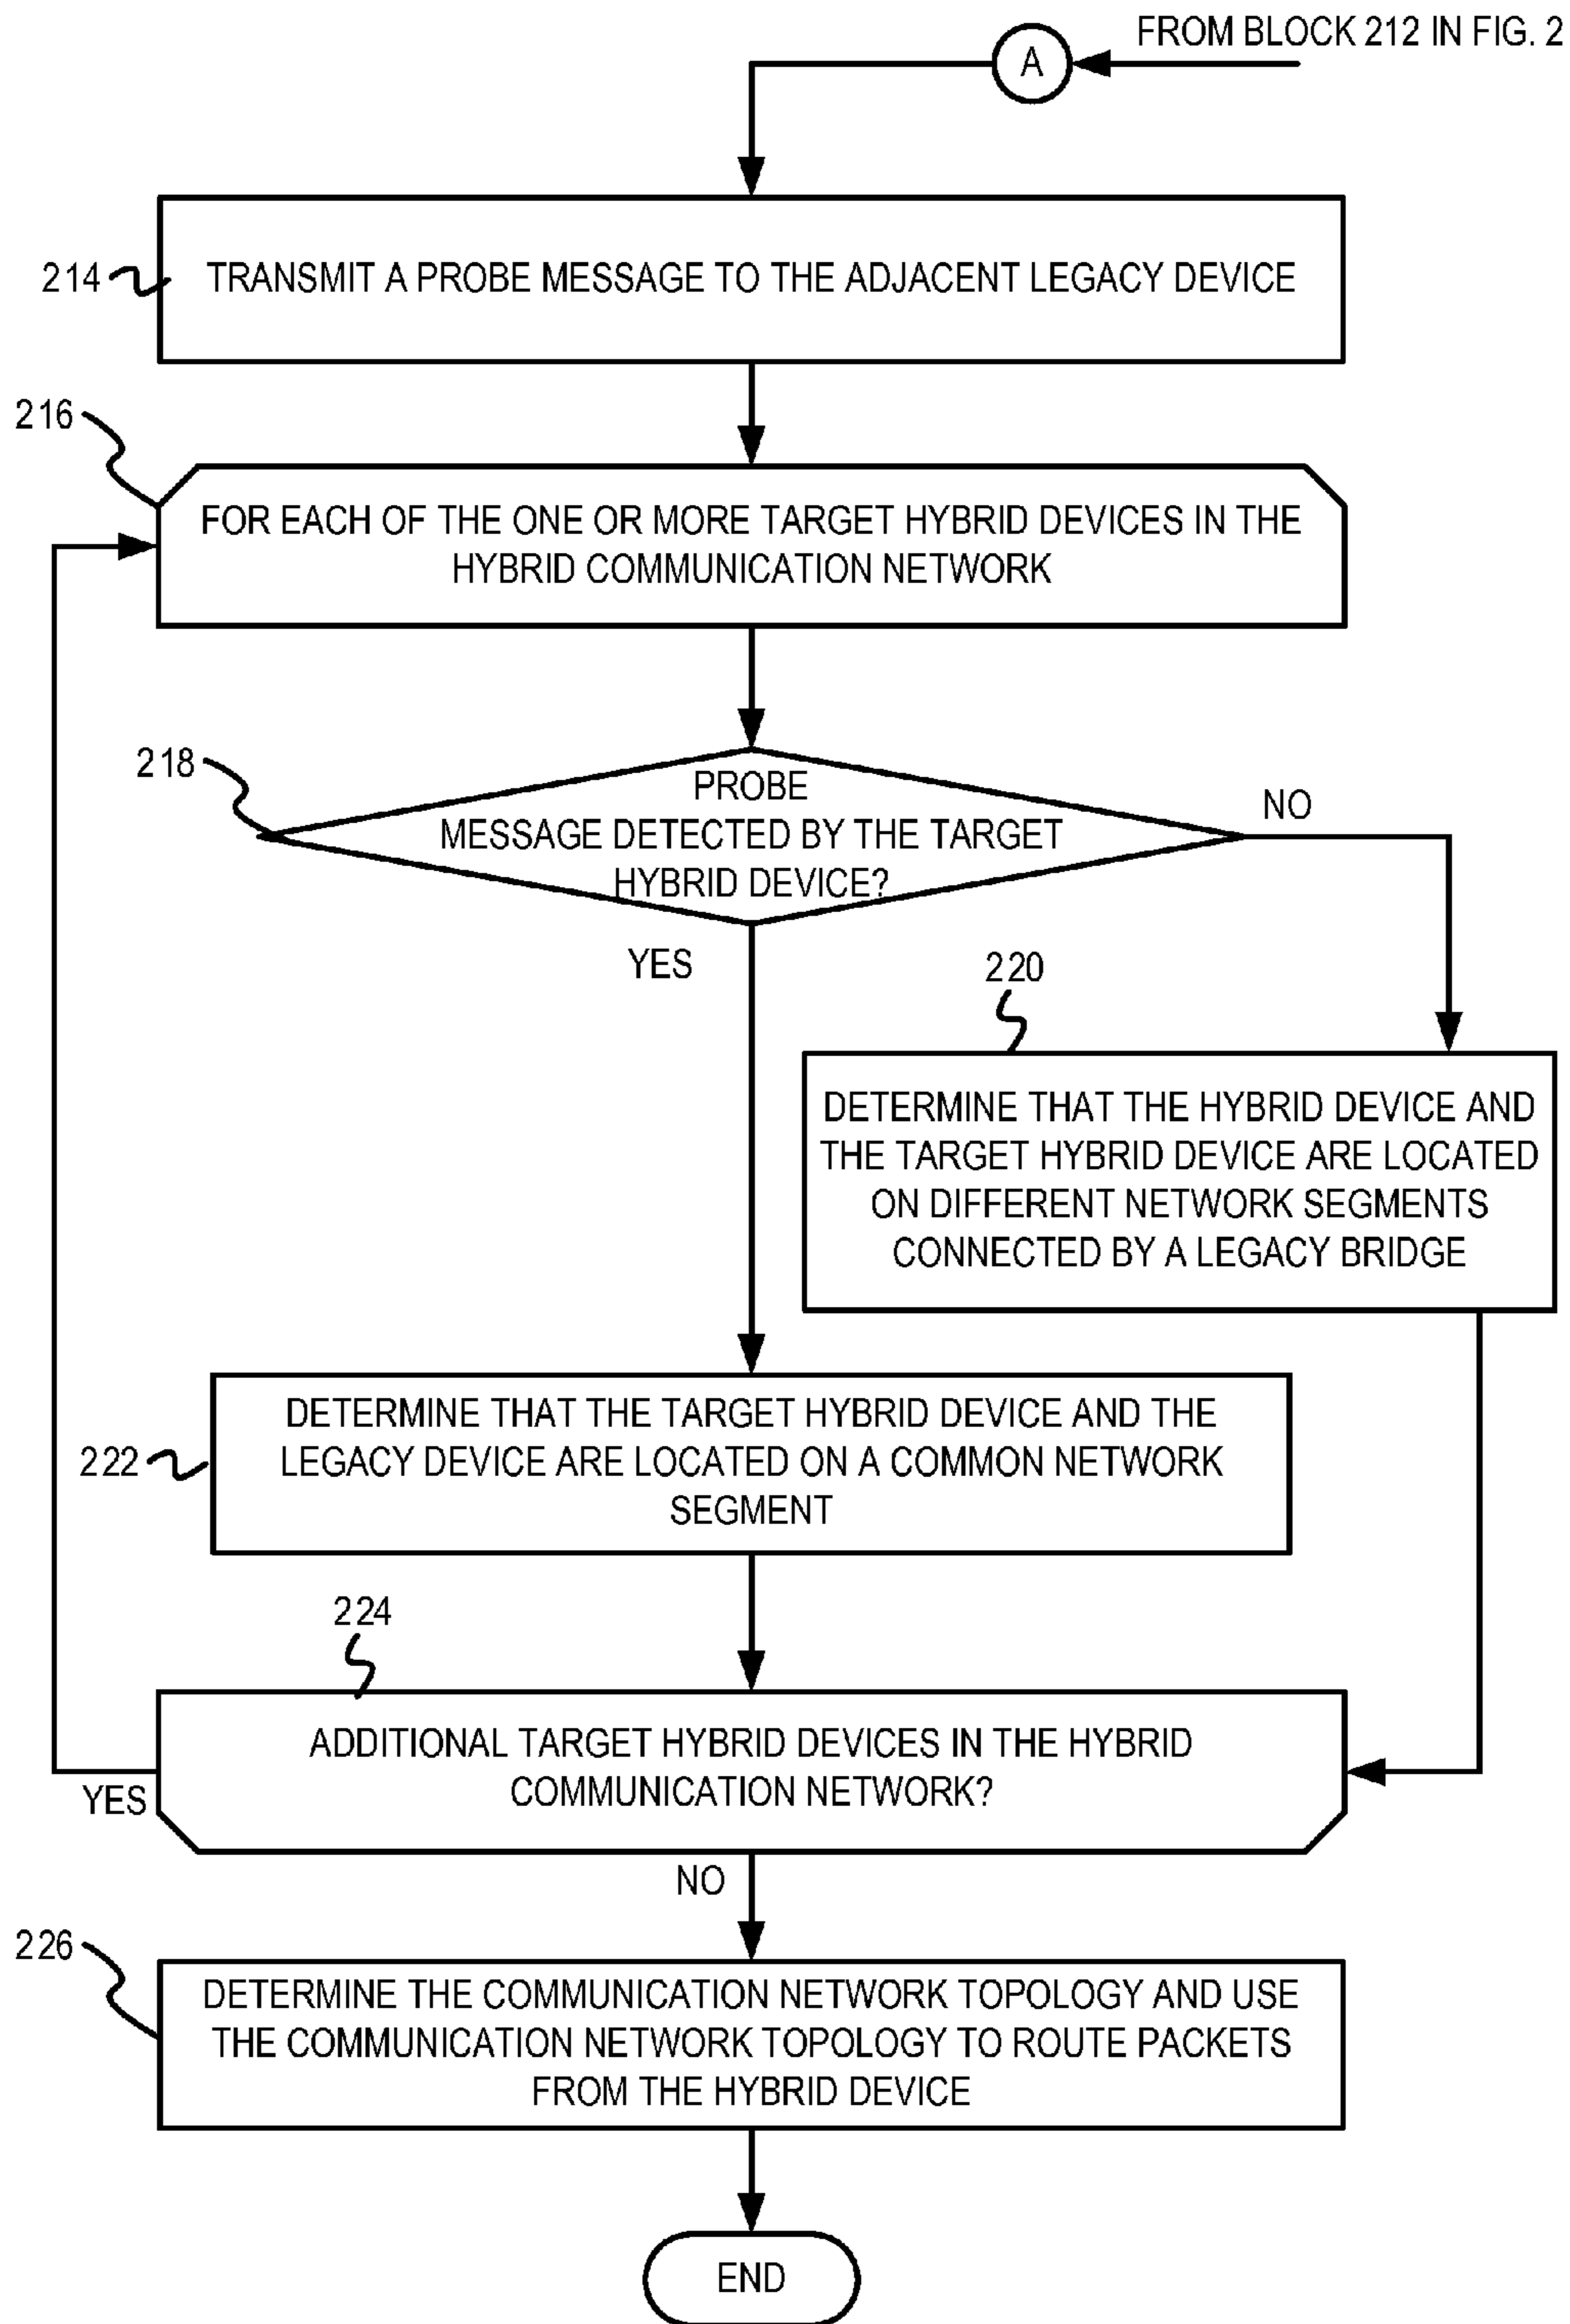 FROM BLOCK 212 IN FIG. 2
A
214
TRANSMIT A PROBE MESSAGE TO THE ADJACENT LEGACY DEVICE
216
FOR EACH OF THE ONE OR MORE TARGET HYBRID DEVICES IN THE
HYBRID COMMUNICATION NETWORK
218
PROBE
MESSAGE DETECTED BY THE TARGET
HYBRID DEVICE?
NO
YES
220
DETERMINE THAT THE HYBRID DEVICE AND
THE TARGET HYBRID DEVICE ARE LOCATED
ON DIFFERENT NETWORK SEGMENTS
CONNECTED BY A LEGACY BRIDGE
222
DETERMINE THAT THE TARGET HYBRID DEVICE AND THE
LEGACY DEVICE ARE LOCATED ON A COMMON NETWORK
SEGMENT
224
ADDITIONAL TARGET HYBRID DEVICES IN THE HYBRID
COMMUNICATION NETWORK?
YES
NO
226
DETERMINE THE COMMUNICATION NETWORK TOPOLOGY AND USE
THE COMMUNICATION NETWORK TOPOLOGY TO ROUTE PACKETS
FROM THE HYBRID DEVICE
END